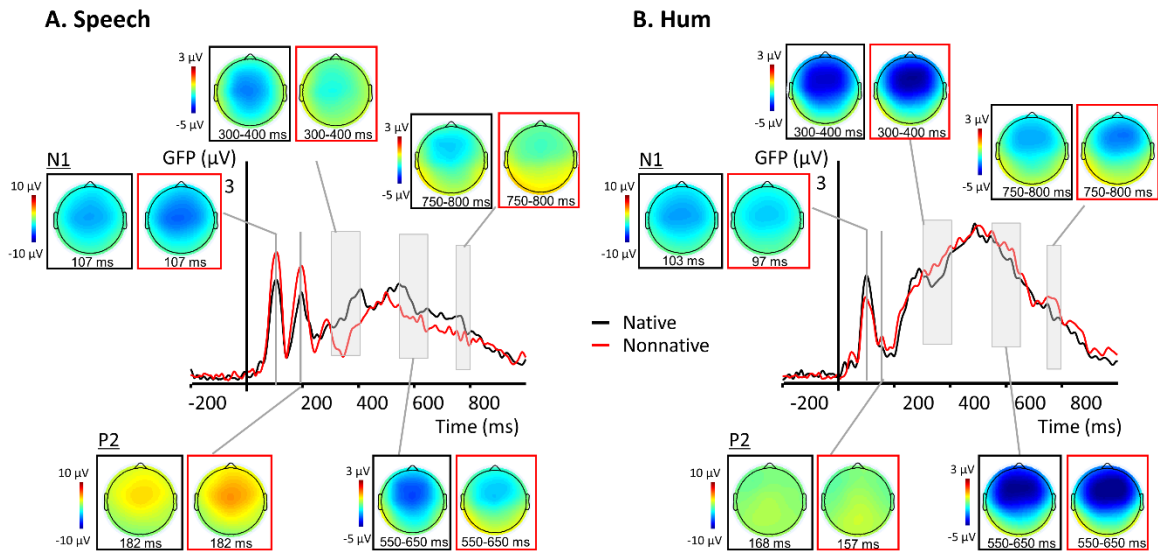 A. Speech
3 µV
-5 µV
300-400 ms
300-400 ms
3 µV
-5 µV
750-800 ms
750-800 ms
N1
10 µV
-10 µV
107 ms
107 ms
GFP (µV)
3
-200
200
400
600
800
Time (ms)
P2
10 µV
-10 µV
182 ms
182 ms
3 µV
-5 µV
550-650 ms
550-650 ms
Native
Nonnative
B. Hum
3 µV
-5 µV
300-400 ms
300-400 ms
3 µV
-5 µV
750-800 ms
750-800 ms
N1
10 µV
-10 µV
103 ms
97 ms
GFP (µV)
3
-200
200
400
600
800
Time (ms)
P2
10 µV
-10 µV
168 ms
157 ms
3 µV
-5 µV
550-650 ms
550-650 ms